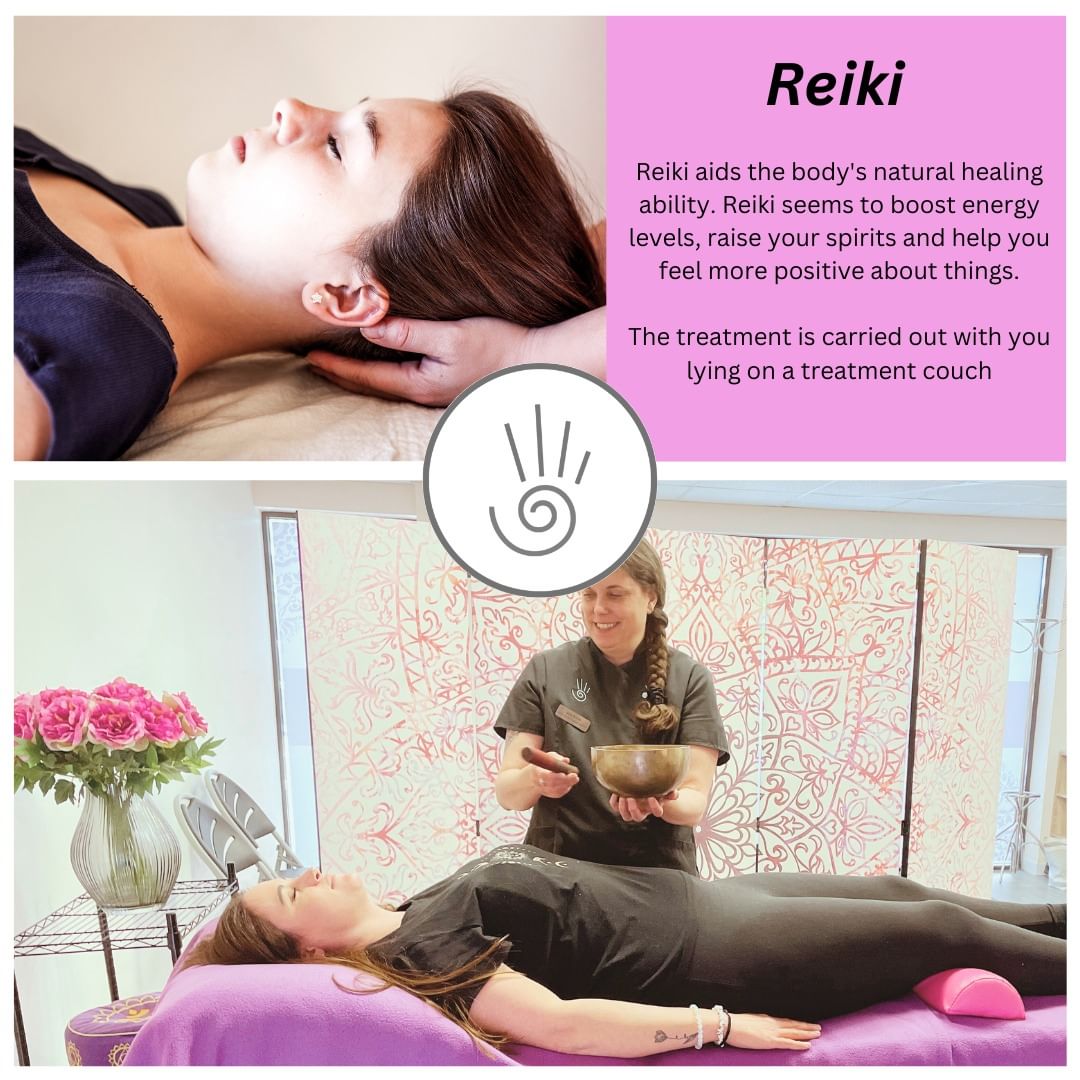 Reiki
Reiki aids the body's natural healing
ability. Reiki seems to boost energy
levels, raise your spirits and help you
feel more positive about things.
The treatment is carried out with you
lying on a treatment couch